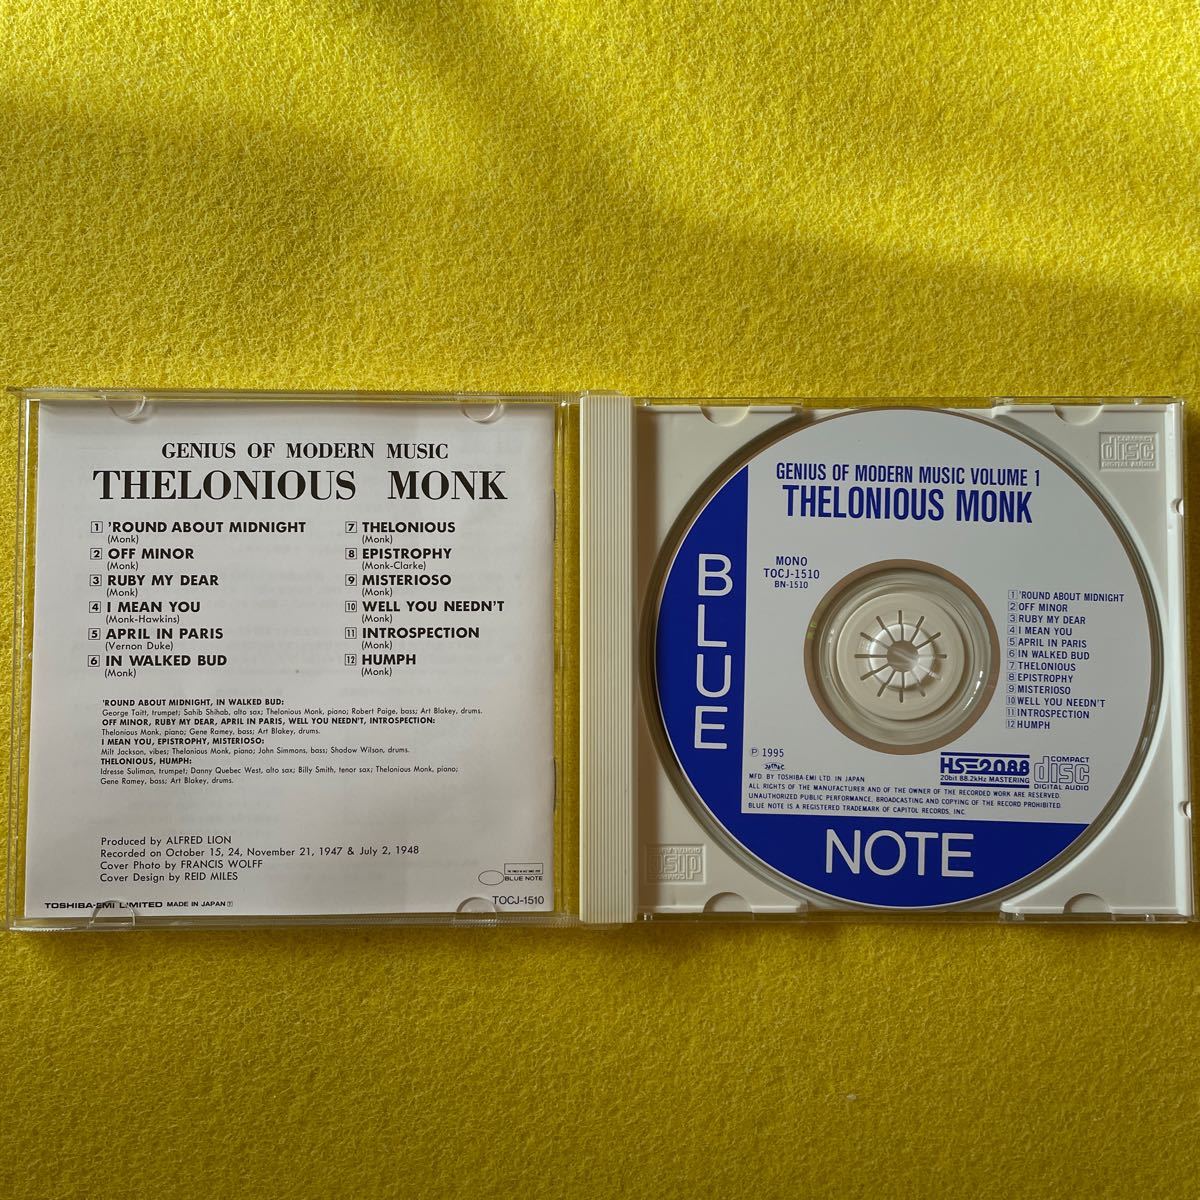 GENIUS OF MODERN MUSIC
THELONIOUS MONK
1 'ROUND ABOUT MIDNIGHT
(Monk)
2 OFF MINOR
(Monk)
3 RUBY MY DEAR
(Monk)
4 I MEAN YOU
(Monk-Hawkins)
5 APRIL IN PARIS
(Vernon Duke)
6 IN WALKED BUD
(Monk)
7 THELONIOUS
(Monk)
8 EPISTROPHY
(Monk-Clarke)
9 MISTERIOSO
(Monk)
10 WELL YOU NEEDN'T
(Monk)
11 INTROSPECTION
(Monk)
12 HUMPH
(Monk)
'ROUND ABOUT MIDNIGHT, IN WALKED BUD:
George Taitt, trumpet; Sahib Shihab, alto sax; Thelonious Monk, piano; Robert Paige, bass; Art Blakey, drums.
OFF MINOR, RUBY MY DEAR, APRIL IN PARIS, WELL YOU NEEDN'T, INTROSPECTION:
Thelonious Monk, piano; Gene Ramey, bass; Art Blakey, drums.
I MEAN YOU, EPISTROPHY, MISTERIOSO:
Milt Jackson, vibes; Thelonious Monk, piano; John Simmons, bass; Shadow Wilson, drums.
THELONIOUS, HUMPH:
Idresse Suliman, trumpet; Danny Quebec West, alto sax; Billy Smith, tenor sax; Thelonious Monk, piano;
Gene Ramey, bass; Art Blakey, drums.
Produced by ALFRED LION
Recorded on October 15, 24, November 21, 1947 & July 2, 1948
Cover Photo by FRANCIS WOLFF
Cover Design by REID MILES
BLUE NOTE
TOSHIBA-EMI LIMITED MADE IN JAPAN
TOCJ-1510
GENIUS OF MODERN MUSIC VOLUME 1
THELONIOUS MONK
BLUE
NOTE
MONO
TOCJ-1510
BN-1510
1 'ROUND ABOUT MIDNIGHT
2 OFF MINOR
3 RUBY MY DEAR
4 I MEAN YOU
5 APRIL IN PARIS
6 IN WALKED BUD
7 THELONIOUS
8 EPISTROPHY
9 MISTERIOSO
10 WELL YOU NEEDN'T
11 INTROSPECTION
12 HUMPH
℗ 1995
HS2088
20bit 88.2kHz MASTERING
COMPACT
disc
DIGITAL AUDIO
MFD. BY TOSHIBA-EMI LTD. IN JAPAN
ALL RIGHTS OF THE MANUFACTURER AND OF THE OWNER OF THE RECORDED WORK ARE RESERVED.
UNAUTHORIZED PUBLIC PERFORMANCE, BROADCASTING AND COPYING OF THE RECORD PROHIBITED.
BLUE NOTE IS A REGISTERED TRADEMARK OF CAPITOL RECORDS, INC.
COMPACT
disc
DIGITAL AUDIO
COMPACT
disc
DIGITAL AUDIO